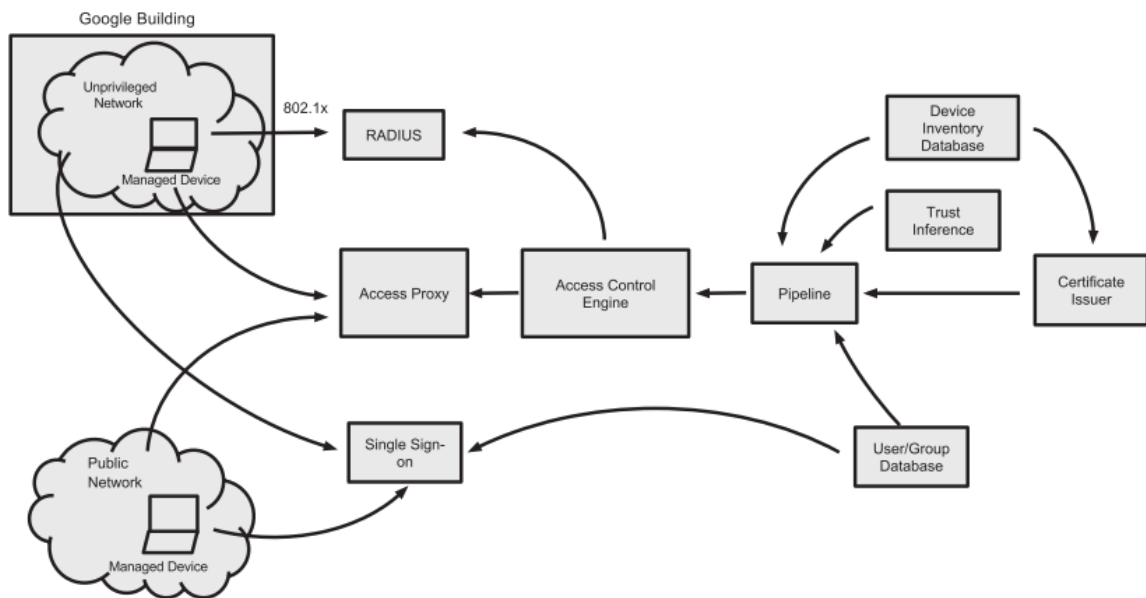 Google Building
Unprivileged
Network
Managed Device
802.1x
RADIUS
Device
Inventory
Database
Trust
Inference
Access Proxy
Access Control
Engine
Pipeline
Certificate
Issuer
Single Sign-
on
User/Group
Database
Public
Network
Managed Device